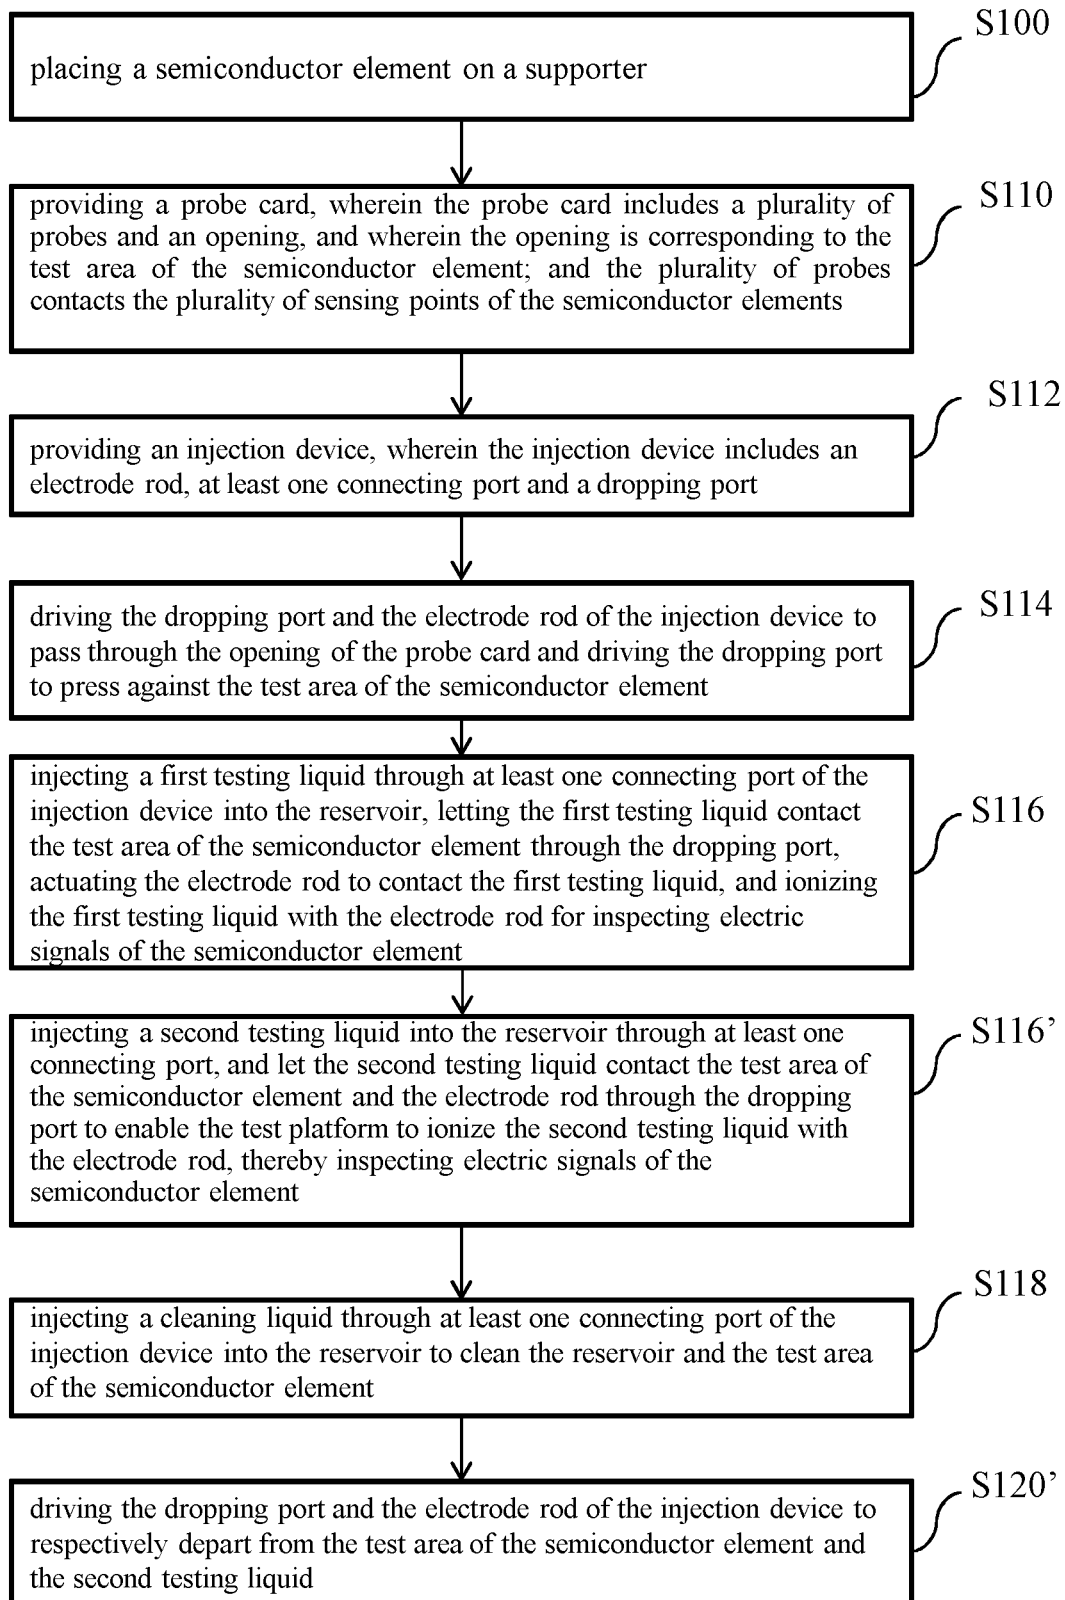 S100
placing a semiconductor element on a supporter
S110
providing a probe card, wherein the probe card includes a plurality of
probes and an opening, and wherein the opening is corresponding to the
test area of the semiconductor element; and the plurality of probes
contacts the plurality of sensing points of the semiconductor elements
S112
providing an injection device, wherein the injection device includes an
electrode rod, at least one connecting port and a dropping port
S114
driving the dropping port and the electrode rod of the injection device to
pass through the opening of the probe card and driving the dropping port
to press against the test area of the semiconductor element
S116
injecting a first testing liquid through at least one connecting port of the
injection device into the reservoir, letting the first testing liquid contact
the test area of the semiconductor element through the dropping port,
actuating the electrode rod to contact the first testing liquid, and ionizing
the first testing liquid with the electrode rod for inspecting electric
signals of the semiconductor element
S116’
injecting a second testing liquid into the reservoir through at least one
connecting port, and let the second testing liquid contact the test area of
the semiconductor element and the electrode rod through the dropping
port to enable the test platform to ionize the second testing liquid with
the electrode rod, thereby inspecting electric signals of the
semiconductor element
S118
injecting a cleaning liquid through at least one connecting port of the
injection device into the reservoir to clean the reservoir and the test area
of the semiconductor element
S120’
driving the dropping port and the electrode rod of the injection device to
respectively depart from the test area of the semiconductor element and
the second testing liquid